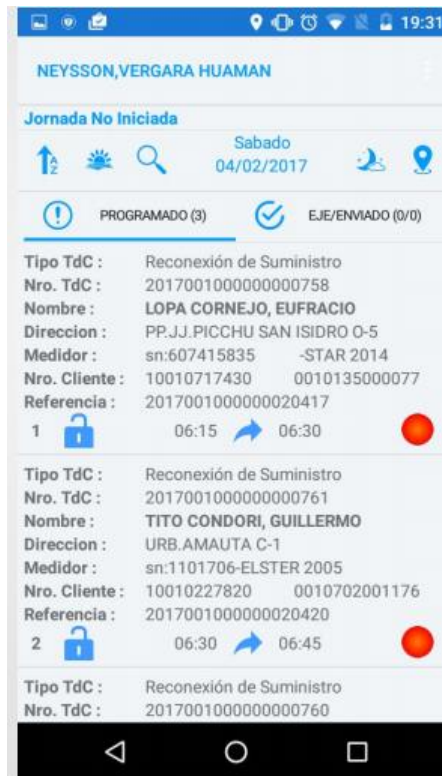 19:31
NEYSSON,VERGARA HUAMAN
Jornada No Iniciada
A
Z
Sabado
04/02/2017
PROGRAMADO (3) EJE/ENVIADO (0/0)
Tipo TdC : Reconexión de Suministro
Nro. TdC : 2017001000000000758
Nombre : LOPA CORNEJO, EUFRACIO
Direccion : PP.JJ.PICCHU SAN ISIDRO O-5
Medidor : sn:607415835 -STAR 2014
Nro. Cliente : 10010717430 0010135000077
Referencia : 2017001000000020417
1 06:15 06:30
Tipo TdC : Reconexión de Suministro
Nro. TdC : 2017001000000000761
Nombre : TITO CONDORI, GUILLERMO
Direccion : URB.AMAUTA C-1
Medidor : sn:1101706-ELSTER 2005
Nro. Cliente : 10010227820 0010702001176
Referencia : 2017001000000020420
2 06:30 06:45
Tipo TdC : Reconexión de Suministro
Nro. TdC : 2017001000000000760